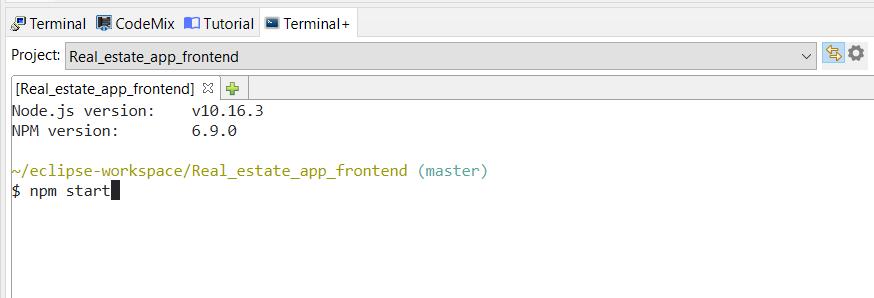 Terminal CodeMix Tutorial Terminal+
Project: Real_estate_app_frontend
[Real_estate_app_frontend]
Node.js version: v10.16.3
NPM version: 6.9.0
~/eclipse-workspace/Real_estate_app_frontend (master)
$ npm start